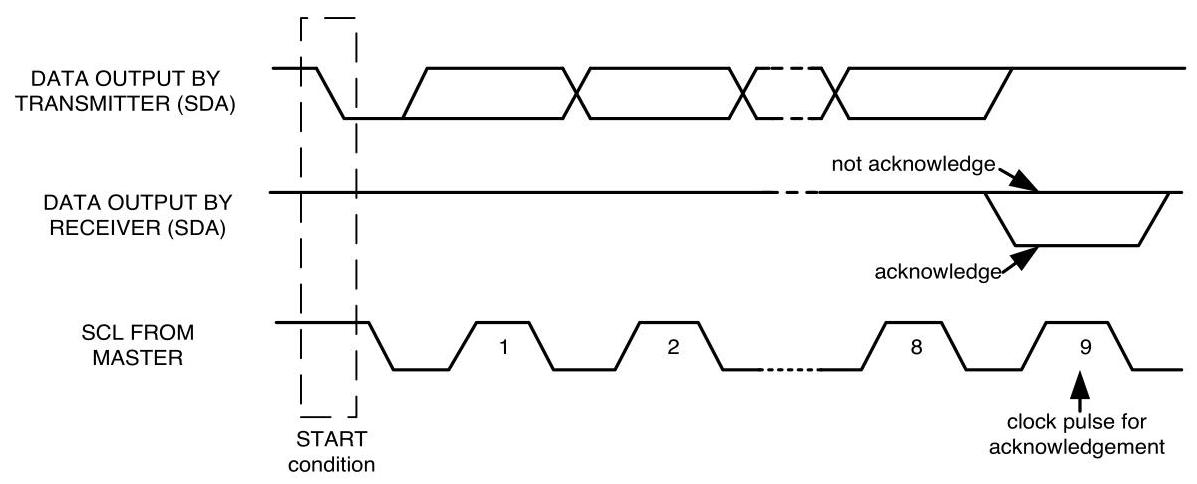 DATA OUTPUT BY
TRANSMITTER (SDA)
not acknowledge
DATA OUTPUT BY
RECEIVER (SDA)
acknowledge
SCL FROM
MASTER
1
2
8
9
START
condition
clock pulse for
acknowledgement